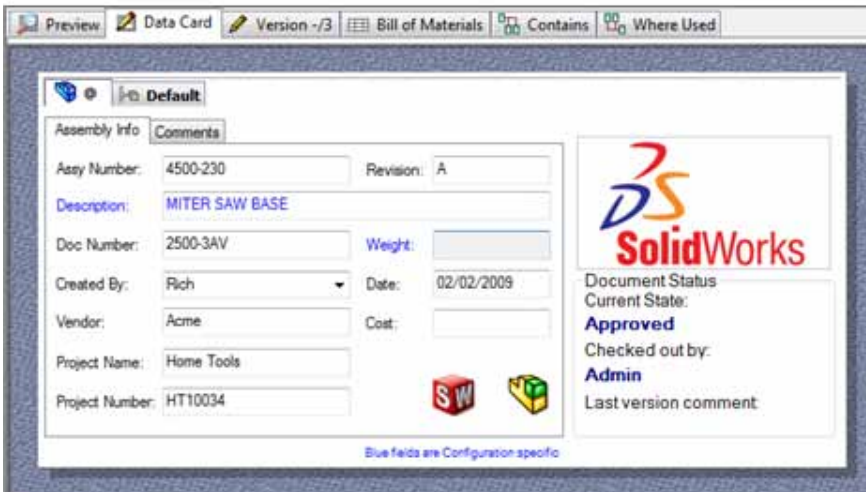 Preview Data Card Version -/3 Bill of Materials Contains Where Used
Default
Assembly Info Comments
Assy Number: 4500-230 Revision: A
Description: MITER SAW BASE
Doc Number: 2500-3AV Weight:
Created By: Rich Date: 02/02/2009
Vendor: Acme Cost:
Project Name: Home Tools
Project Number: HT10034
SW
Blue fields are Configuration specific
DS
SolidWorks
Document Status
Current State:
Approved
Checked out by:
Admin
Last version comment: